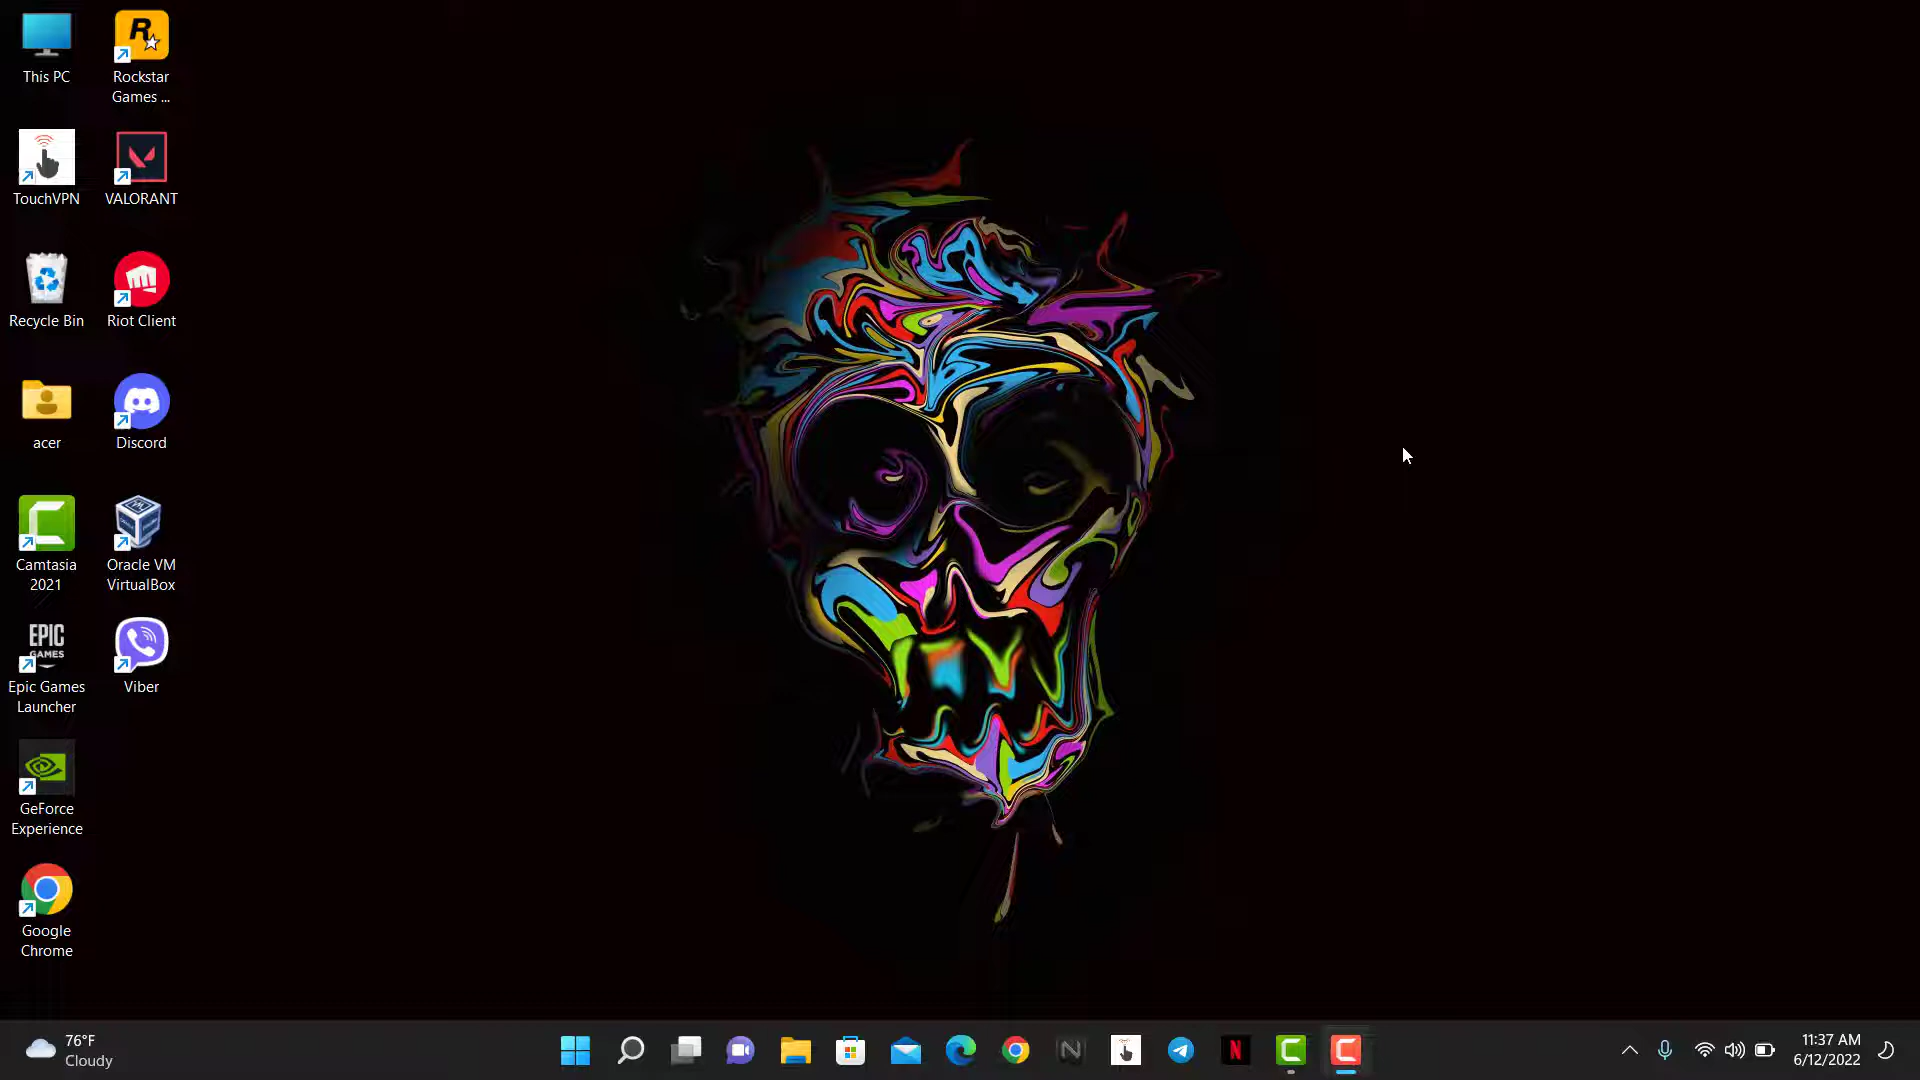 This PC
Rockstar
Games ...
TouchVPN
VALORANT
Recycle Bin
Riot Client
acer
Discord
Camtasia
2021
Oracle VM
VirtualBox
EPIC
GAMES
Epic Games
Launcher
Viber
GeForce
Experience
Google
Chrome
76°F
Cloudy
11:37 AM
6/12/2022